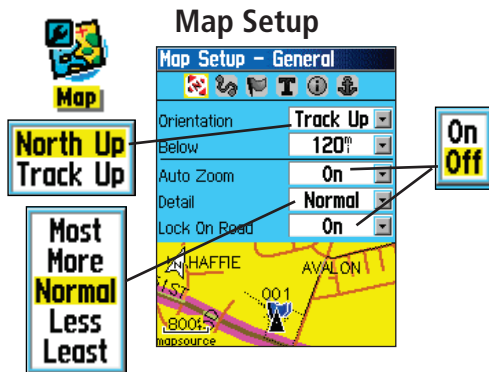 Map Setup
Map
Map Setup - General
T
North Up
Track Up
Orientation Track Up
Below 120mi
Auto Zoom On
Detail Normal
Lock On Road On
On
Off
Most
More
Normal
Less
Least
N
HAFFIE
AVALON
1ST
001
800ft
mapsource